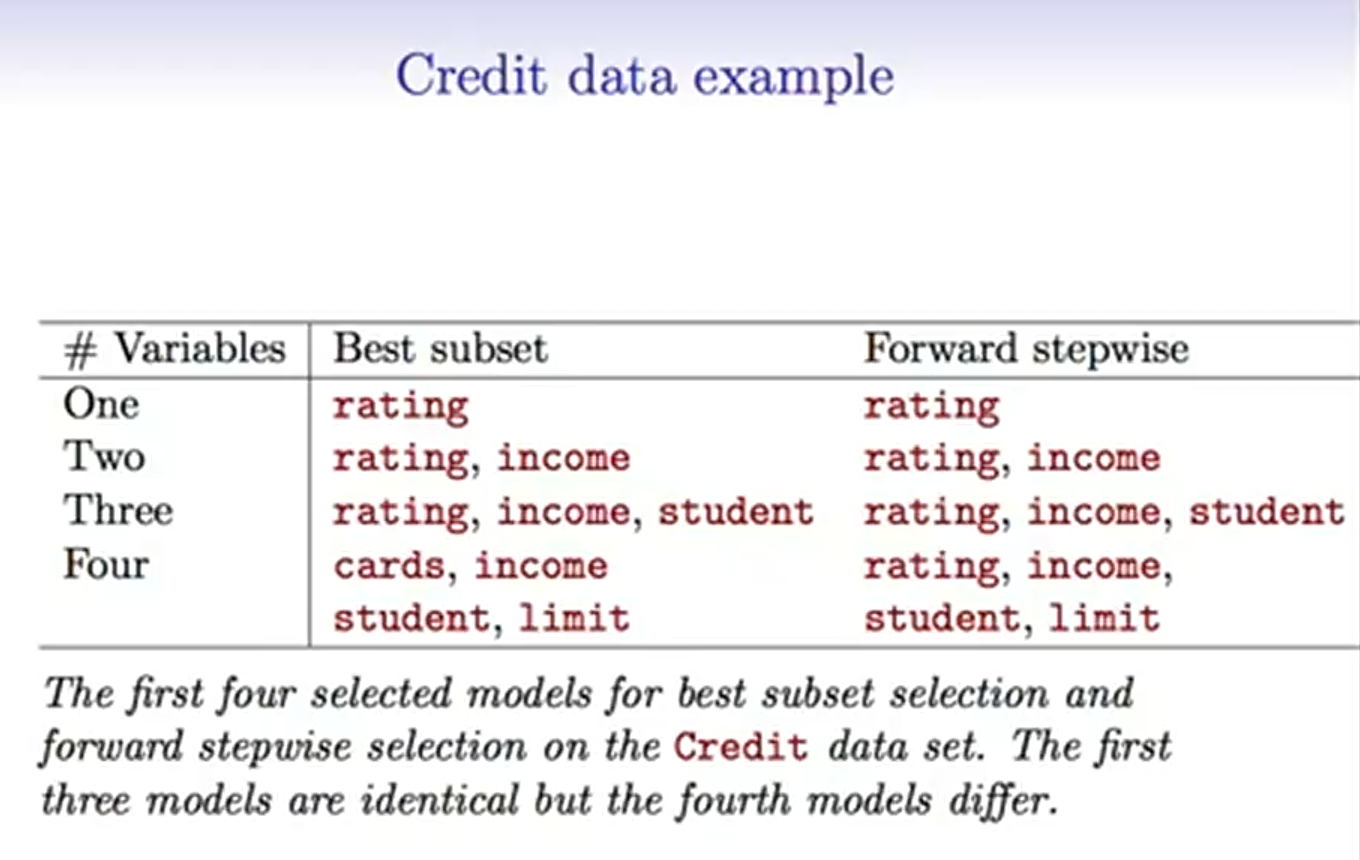 Credit data example
# Variables Best subset Forward stepwise
One rating rating
Two rating, income rating, income
Three rating, income, student rating, income, student
Four cards, income rating, income,
student, limit student, limit
The first four selected models for best subset selection and
forward stepwise selection on the Credit data set. The first
three models are identical but the fourth models differ.